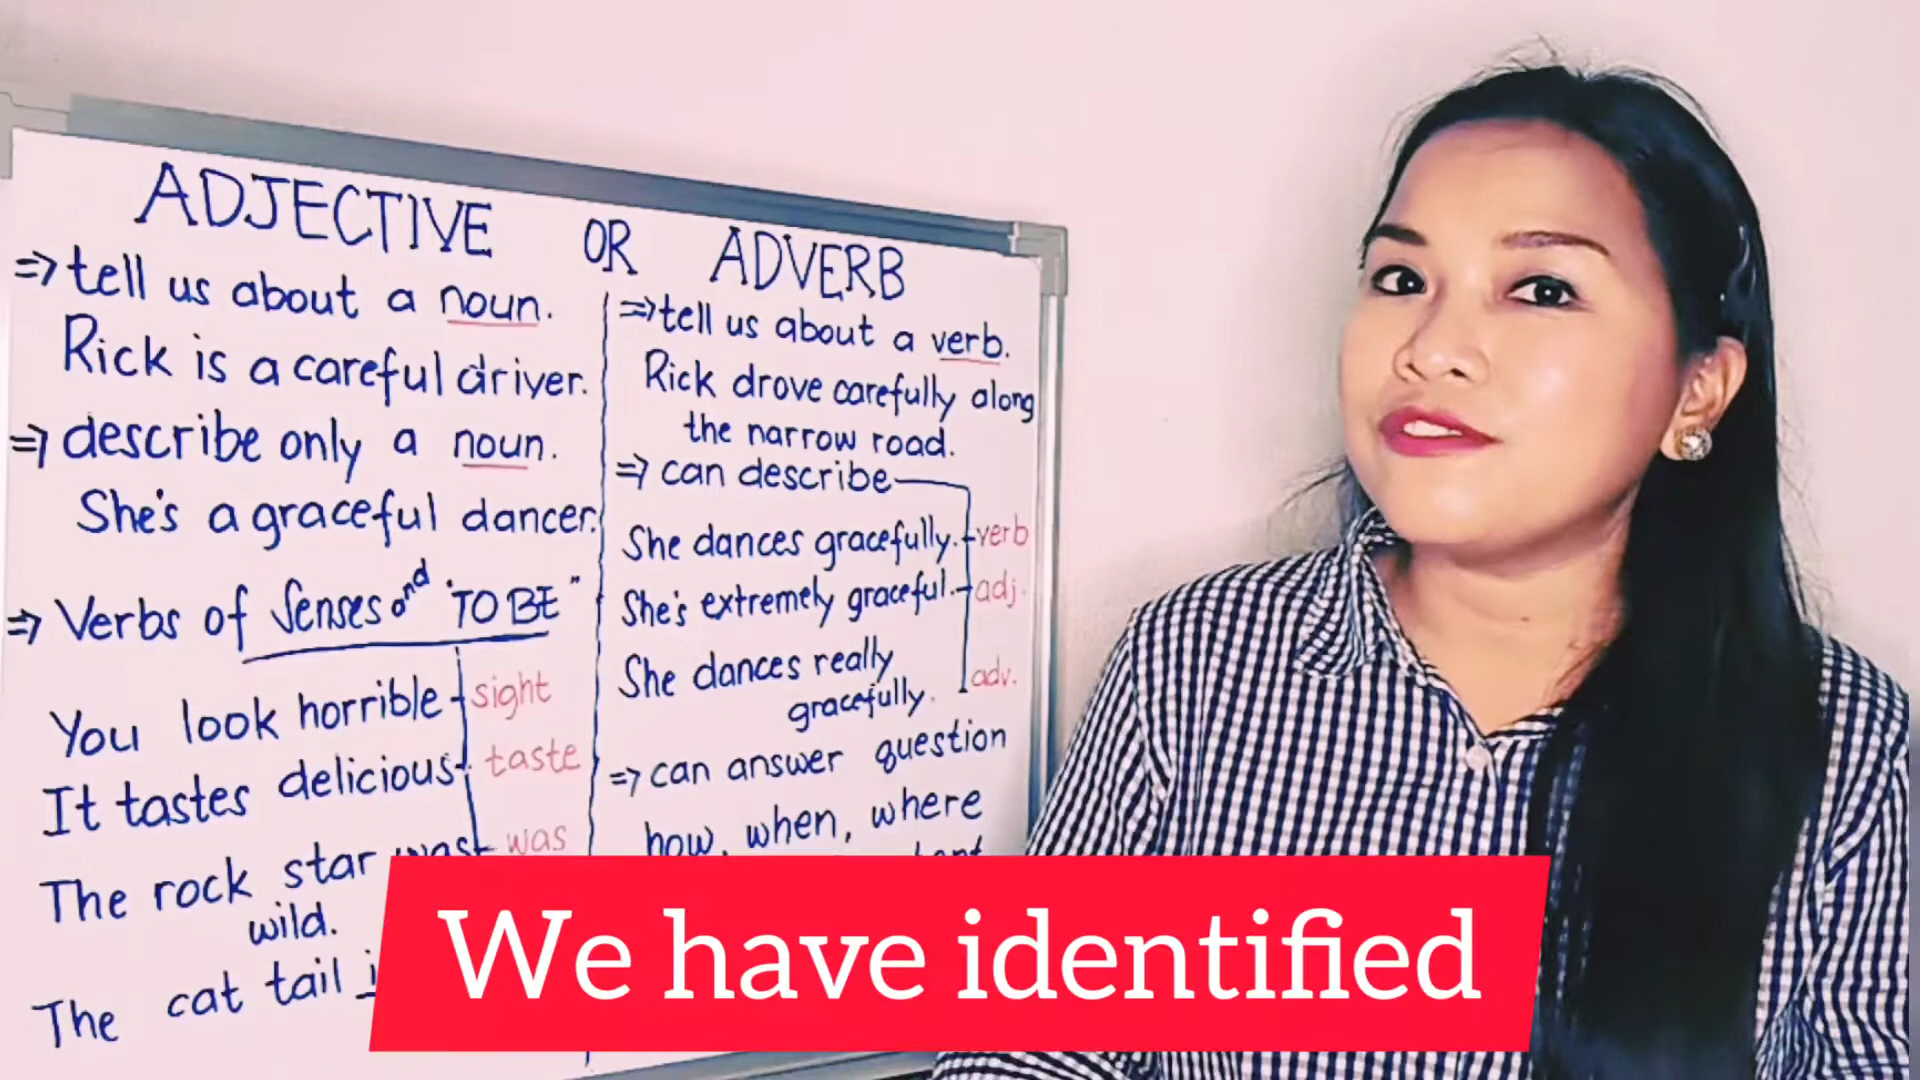 ADJECTIVE OR ADVERB
=> tell us about a noun.
Rick is a careful driver.
=> describe only a noun.
She's a graceful dancer.
=> Verbs of Senses and "TO BE"
You look horrible sight
It tastes delicious taste
The rock star was was
wild.
The cat tail
=> tell us about a verb.
Rick drove carefully along
the narrow road.
=> can describe
She dances gracefully. verb
She's extremely graceful. adj.
She dances really
gracefully. adv.
=> can answer question
how, when, where
We have identified